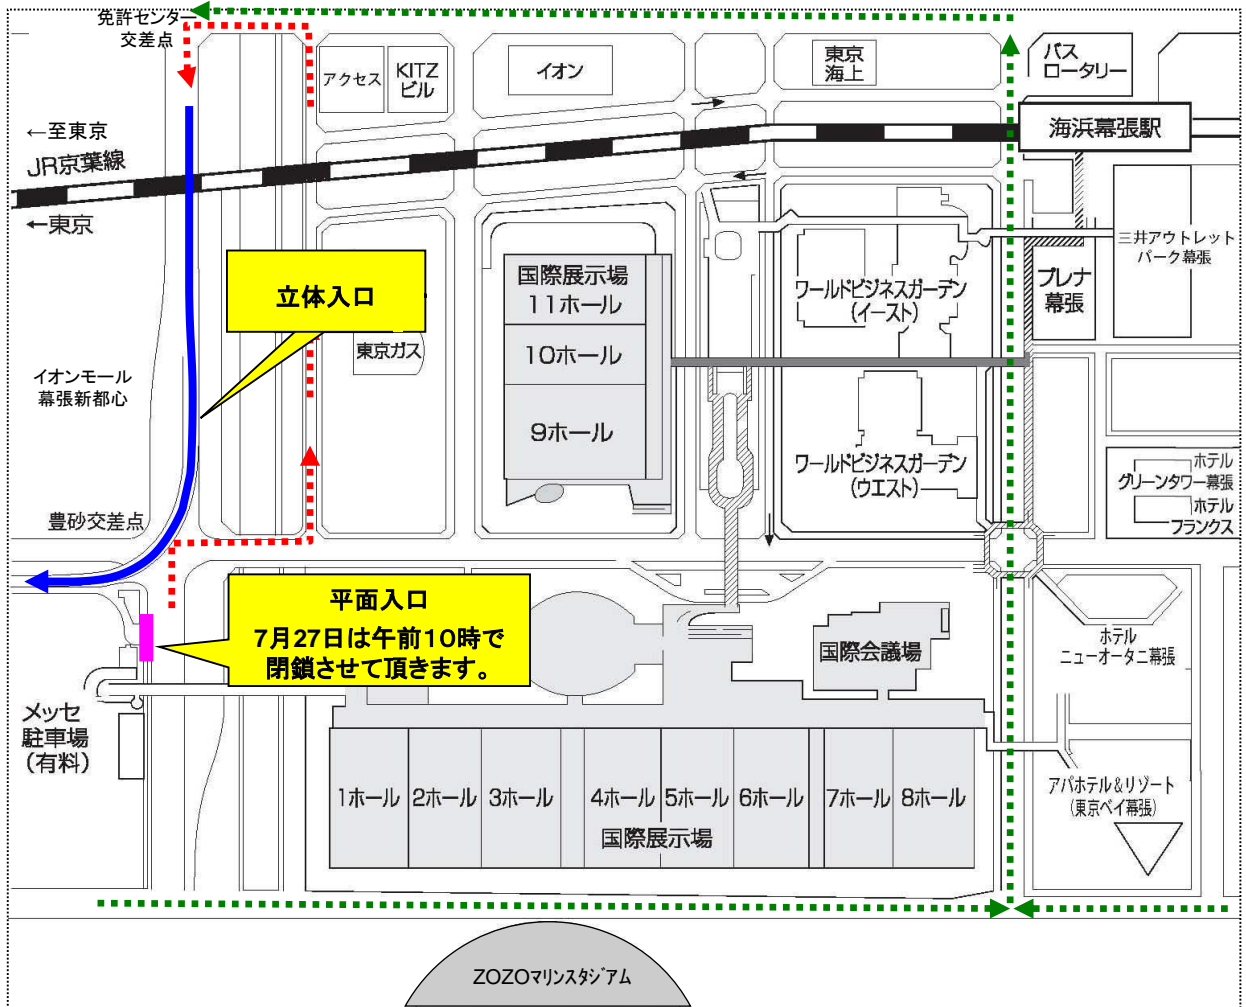 免許センター
交差点
アクセス
KITZ
ビル
イオン
東京
海上
バス
ロータリー
←至東京
JR京葉線
←東京
海浜幕張駅
三井アウトレット
パーク幕張
プレナ
幕張
立体入口
国際展示場
11ホール
10ホール
9ホール
ワールドビジネスガーデン
(イースト)
東京ガス
イオンモール
幕張新都心
ワールドビジネスガーデン
(ウエスト)
ホテル
グリーンタワー幕張
ホテル
フランクス
豊砂交差点
平面入口
7月27日は午前10時で
閉鎖させて頂きます。
国際会議場
ホテル
ニューオータニ幕張
メッセ
駐車場
(有料)
1ホール
2ホール
3ホール
4ホール
5ホール
6ホール
7ホール
8ホール
国際展示場
アパホテル&リゾート
(東京ベイ幕張)
ZOZOマリンスタジアム